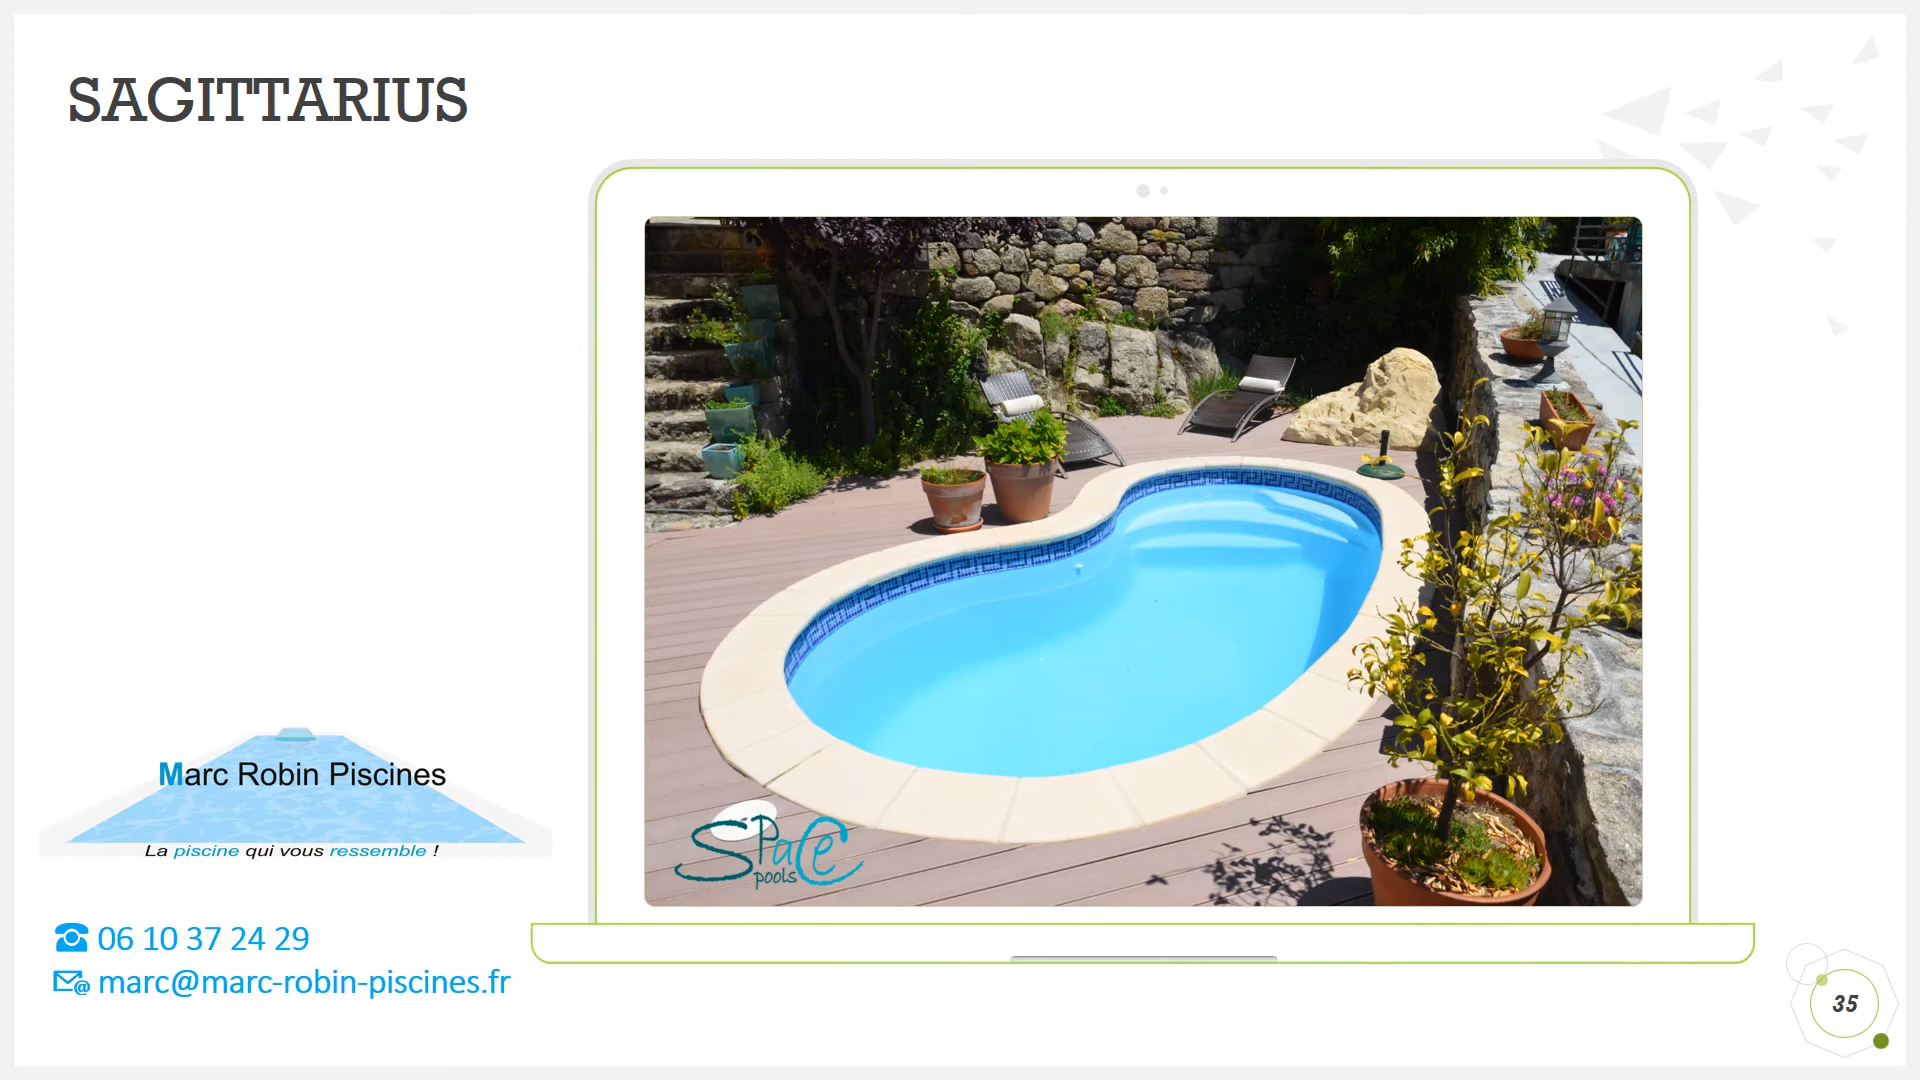 SAGITTARIUS
SPaCe
pools
Marc Robin Piscines
La piscine qui vous ressemble !
06 10 37 24 29
marc@marc-robin-piscines.fr
35